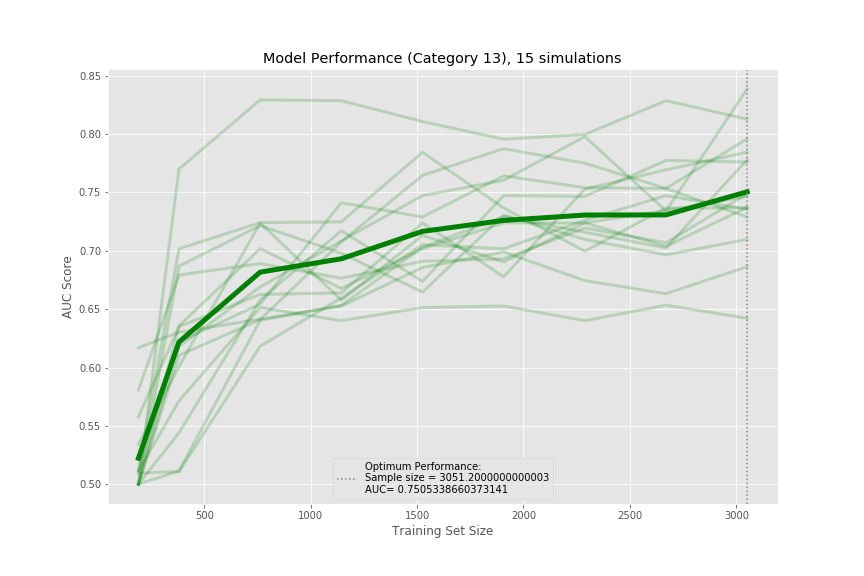 Model Performance (Category 13), 15 simulations
AUC Score
0.85
0.80
0.75
0.70
0.65
0.60
0.55
0.50
Optimum Performance:
Sample size = 3051.2000000000003
AUC= 0.7505338660373141
500
1000
1500
2000
2500
3000
Training Set Size